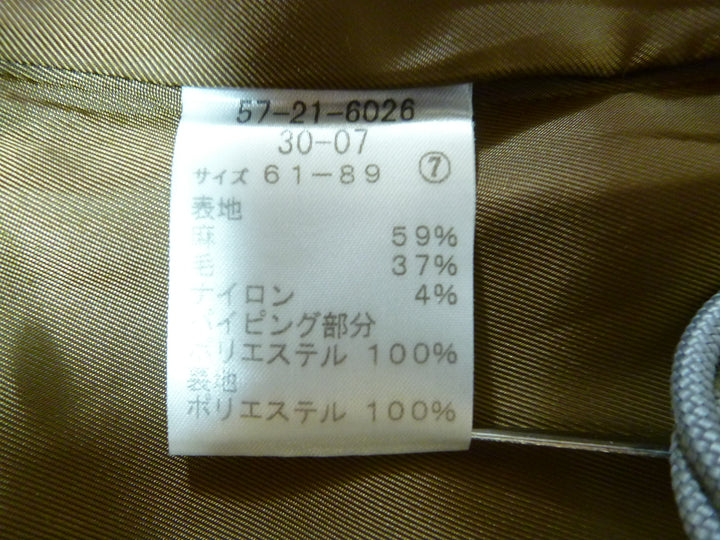 57-21-6026
30-07
サイズ 61-89 ⑦
表地
麻 59%
毛 37%
ナイロン 4%
パイピング部分
ポリエステル 100%
裏地
ポリエステル 100%